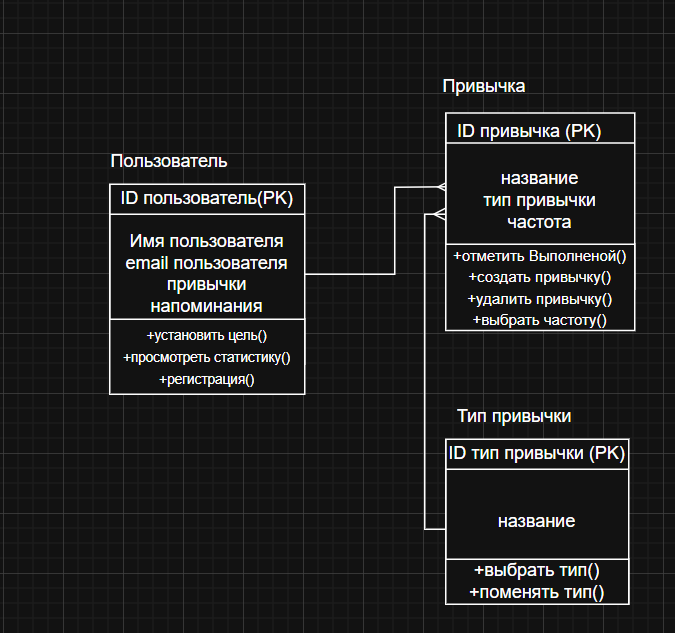 Пользователь
ID пользователь(PK)
Имя пользователя
email пользователя
привычки
напоминания
+установить цель()
+просмотреть статистику()
+регистрация()
Привычка
ID привычка (PK)
название
тип привычки
частота
+отметить Выполненой()
+создать привычку()
+удалить привычку()
+выбрать частоту()
Тип привычки
ID тип привычки (PK)
название
+выбрать тип()
+поменять тип()